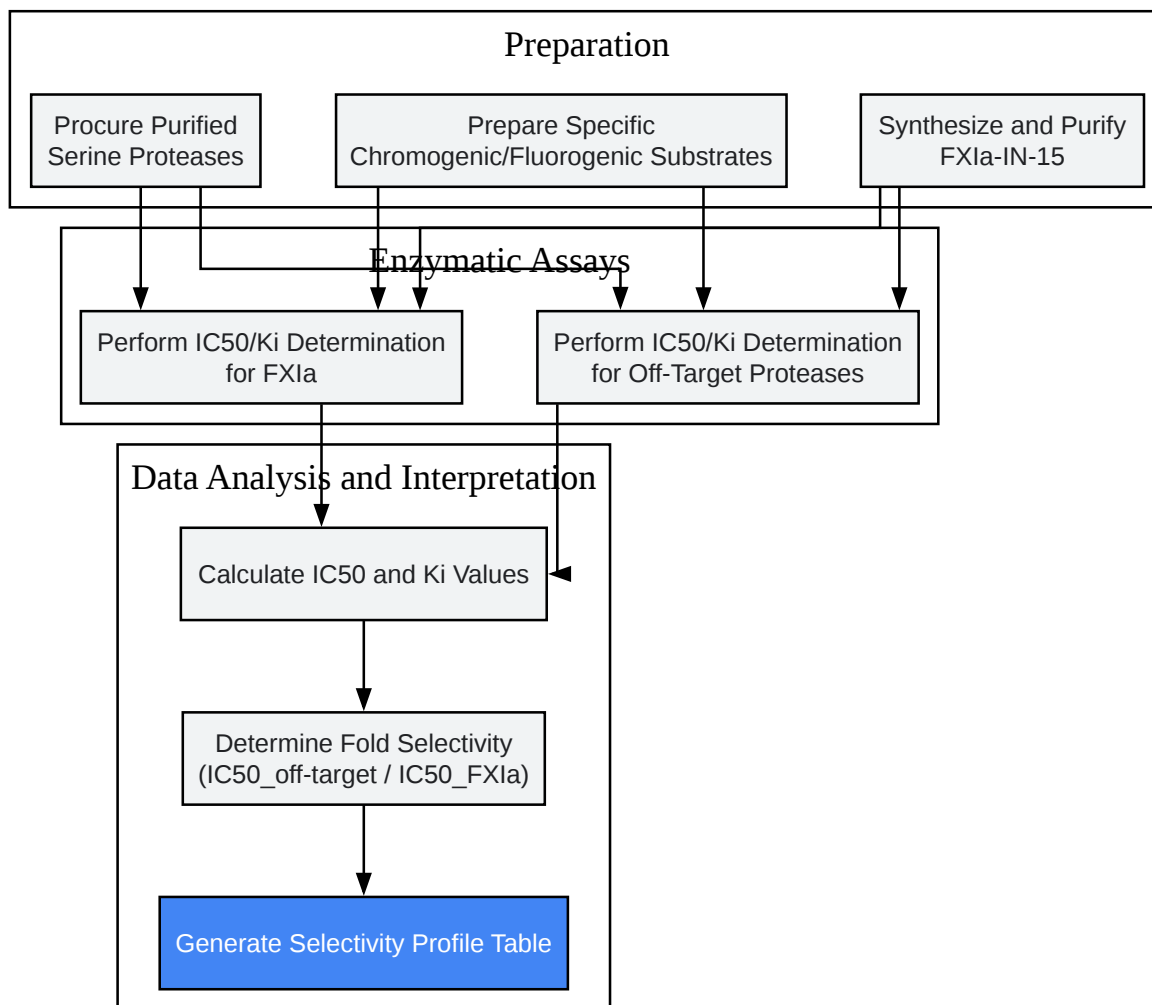 Preparation
Procure Purified
Serine Proteases
Prepare Specific
Chromogenic/Fluorogenic Substrates
Synthesize and Purify
FXIa-IN-15
Enzymatic Assays
Perform IC50/Ki Determination
for FXIa
Perform IC50/Ki Determination
for Off-Target Proteases
Data Analysis and Interpretation
Calculate IC50 and Ki Values
Determine Fold Selectivity
(IC50_off-target / IC50_FXIa)
Generate Selectivity Profile Table